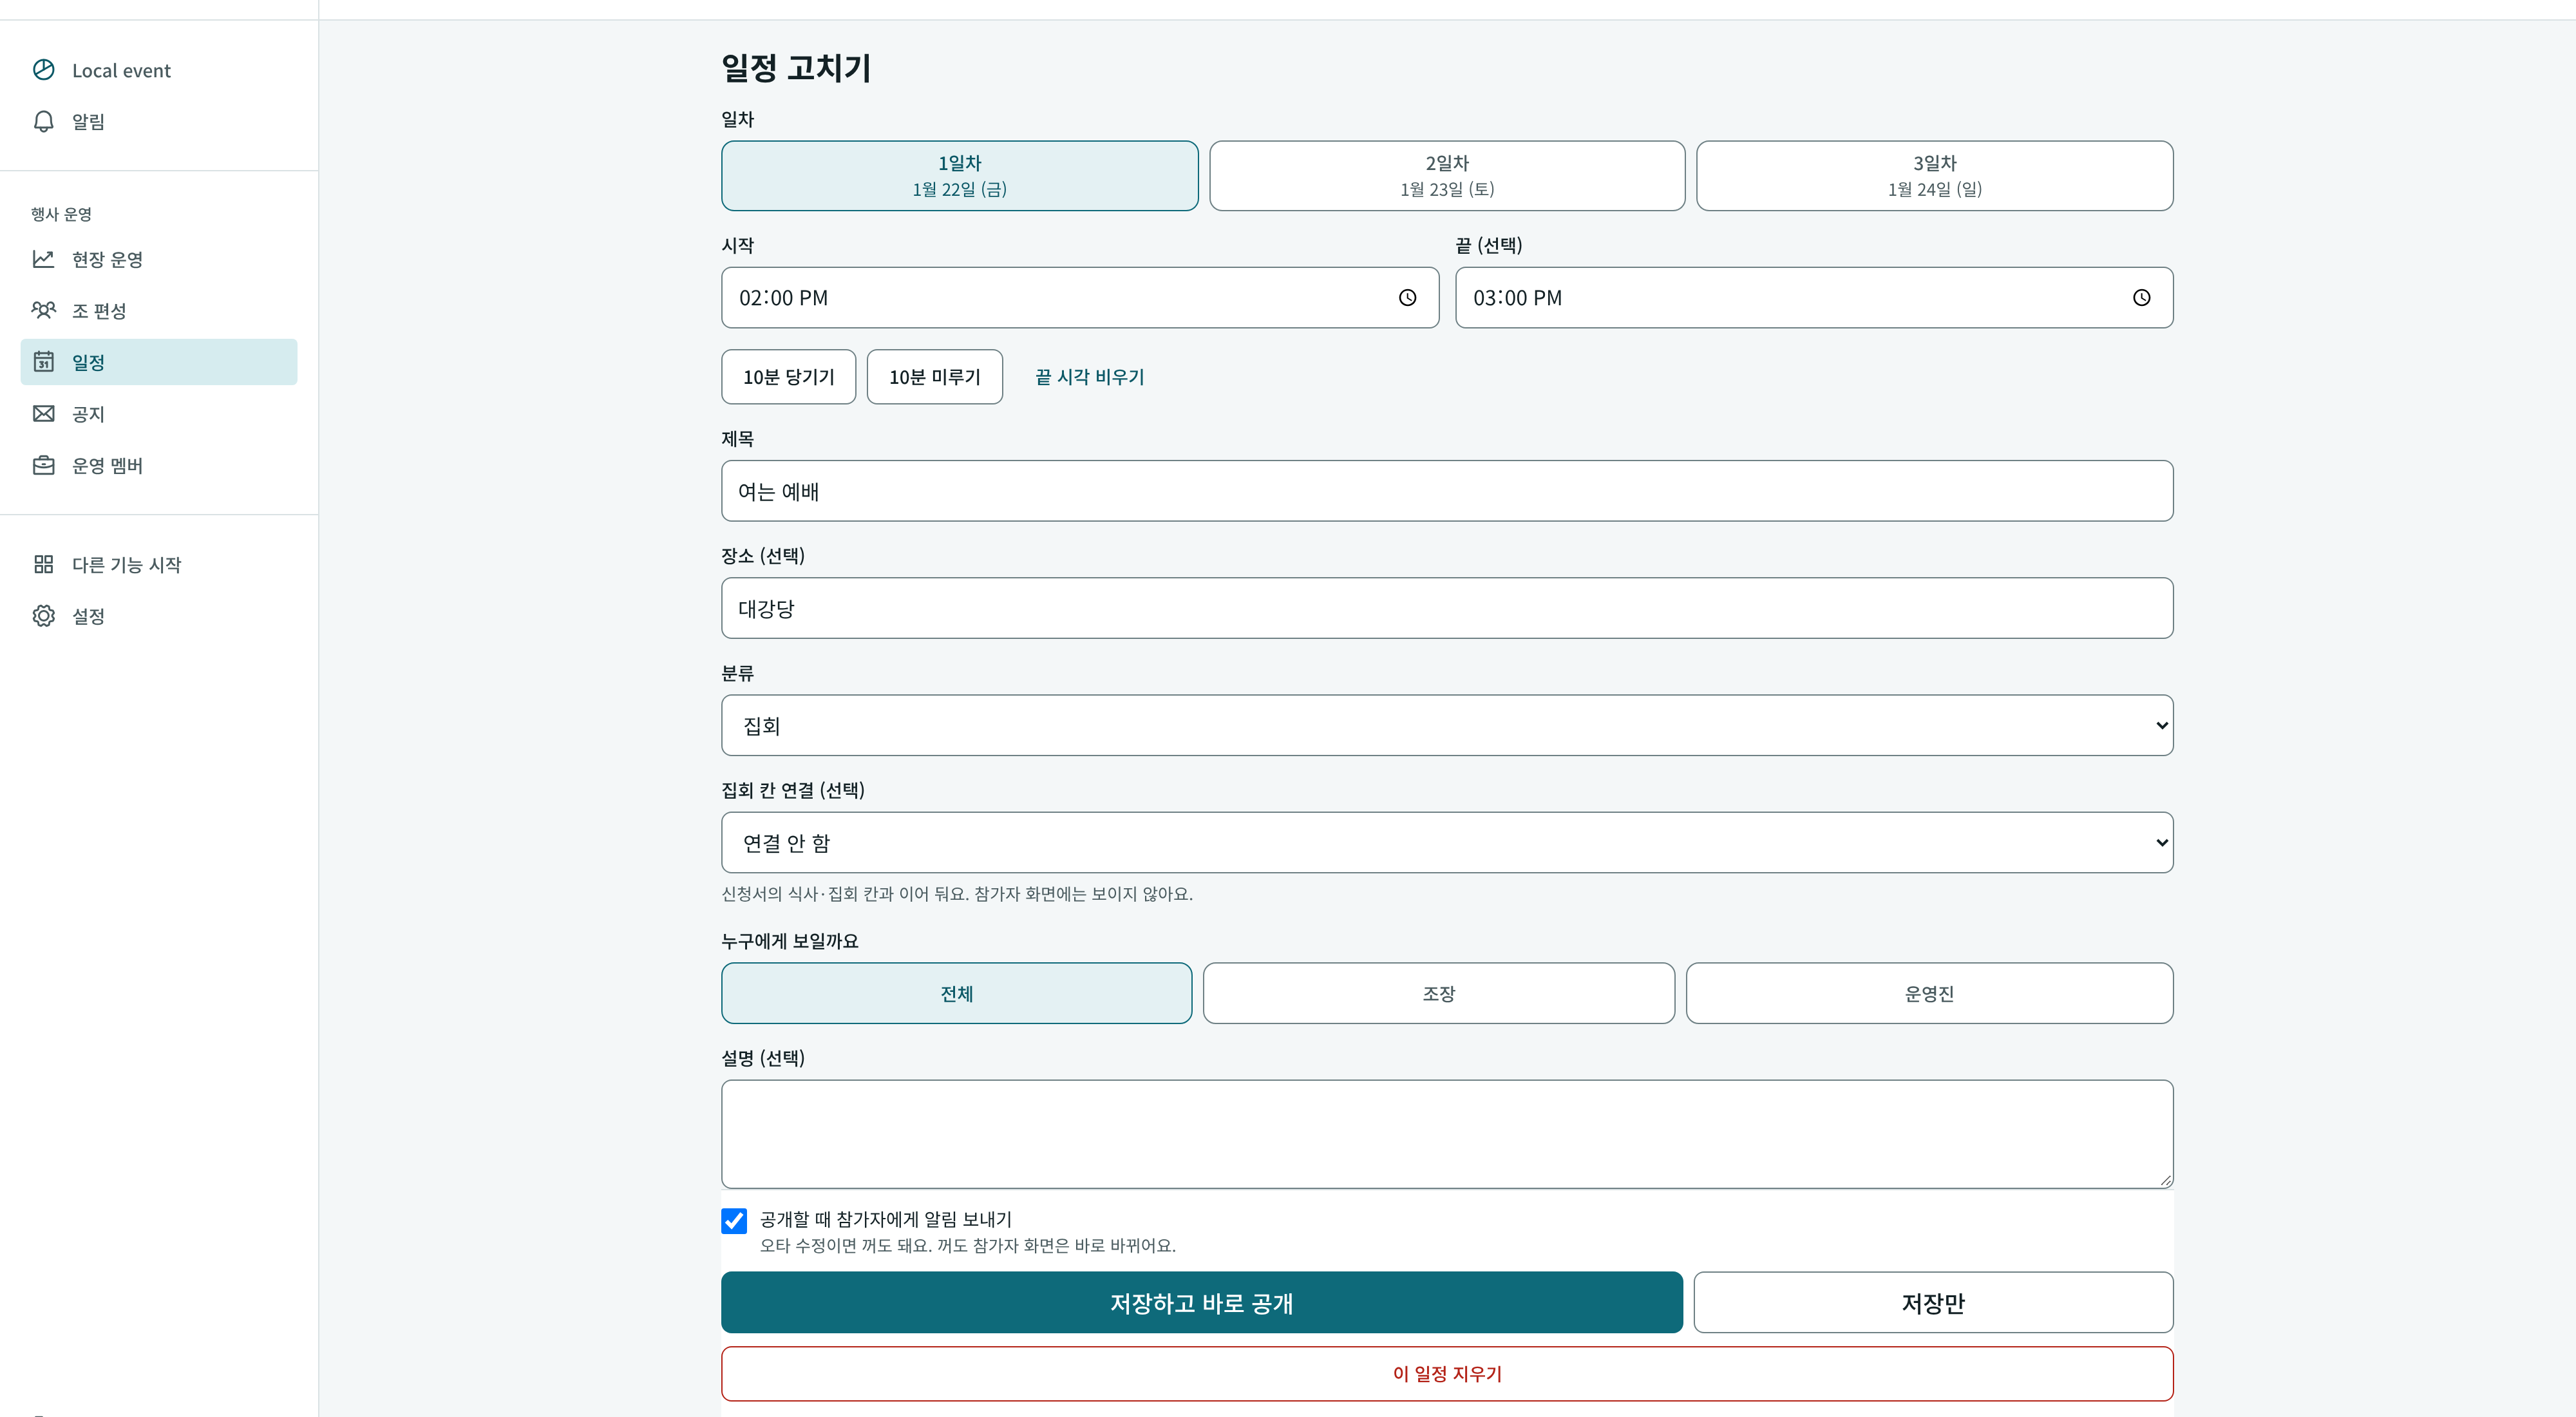 Local event
알림
행사 운영
현장 운영
조 편성
31
일정
공지
운영 멤버
다른 기능 시작
설정
일정 고치기
일차
1일차
1월 22일 (금)
2일차
1월 23일 (토)
3일차
1월 24일 (일)
시작
끝 (선택)
02:00 PM
03:00 PM
10분 당기기
10분 미루기
끝 시각 비우기
제목
여는 예배
장소 (선택)
대강당
분류
집회
집회 칸 연결 (선택)
연결 안 함
신청서의 식사·집회 칸과 이어 둬요. 참가자 화면에는 보이지 않아요.
누구에게 보일까요
전체
조장
운영진
설명 (선택)
공개할 때 참가자에게 알림 보내기
오타 수정이면 꺼도 돼요. 꺼도 참가자 화면은 바로 바뀌어요.
저장하고 바로 공개
저장만
이 일정 지우기